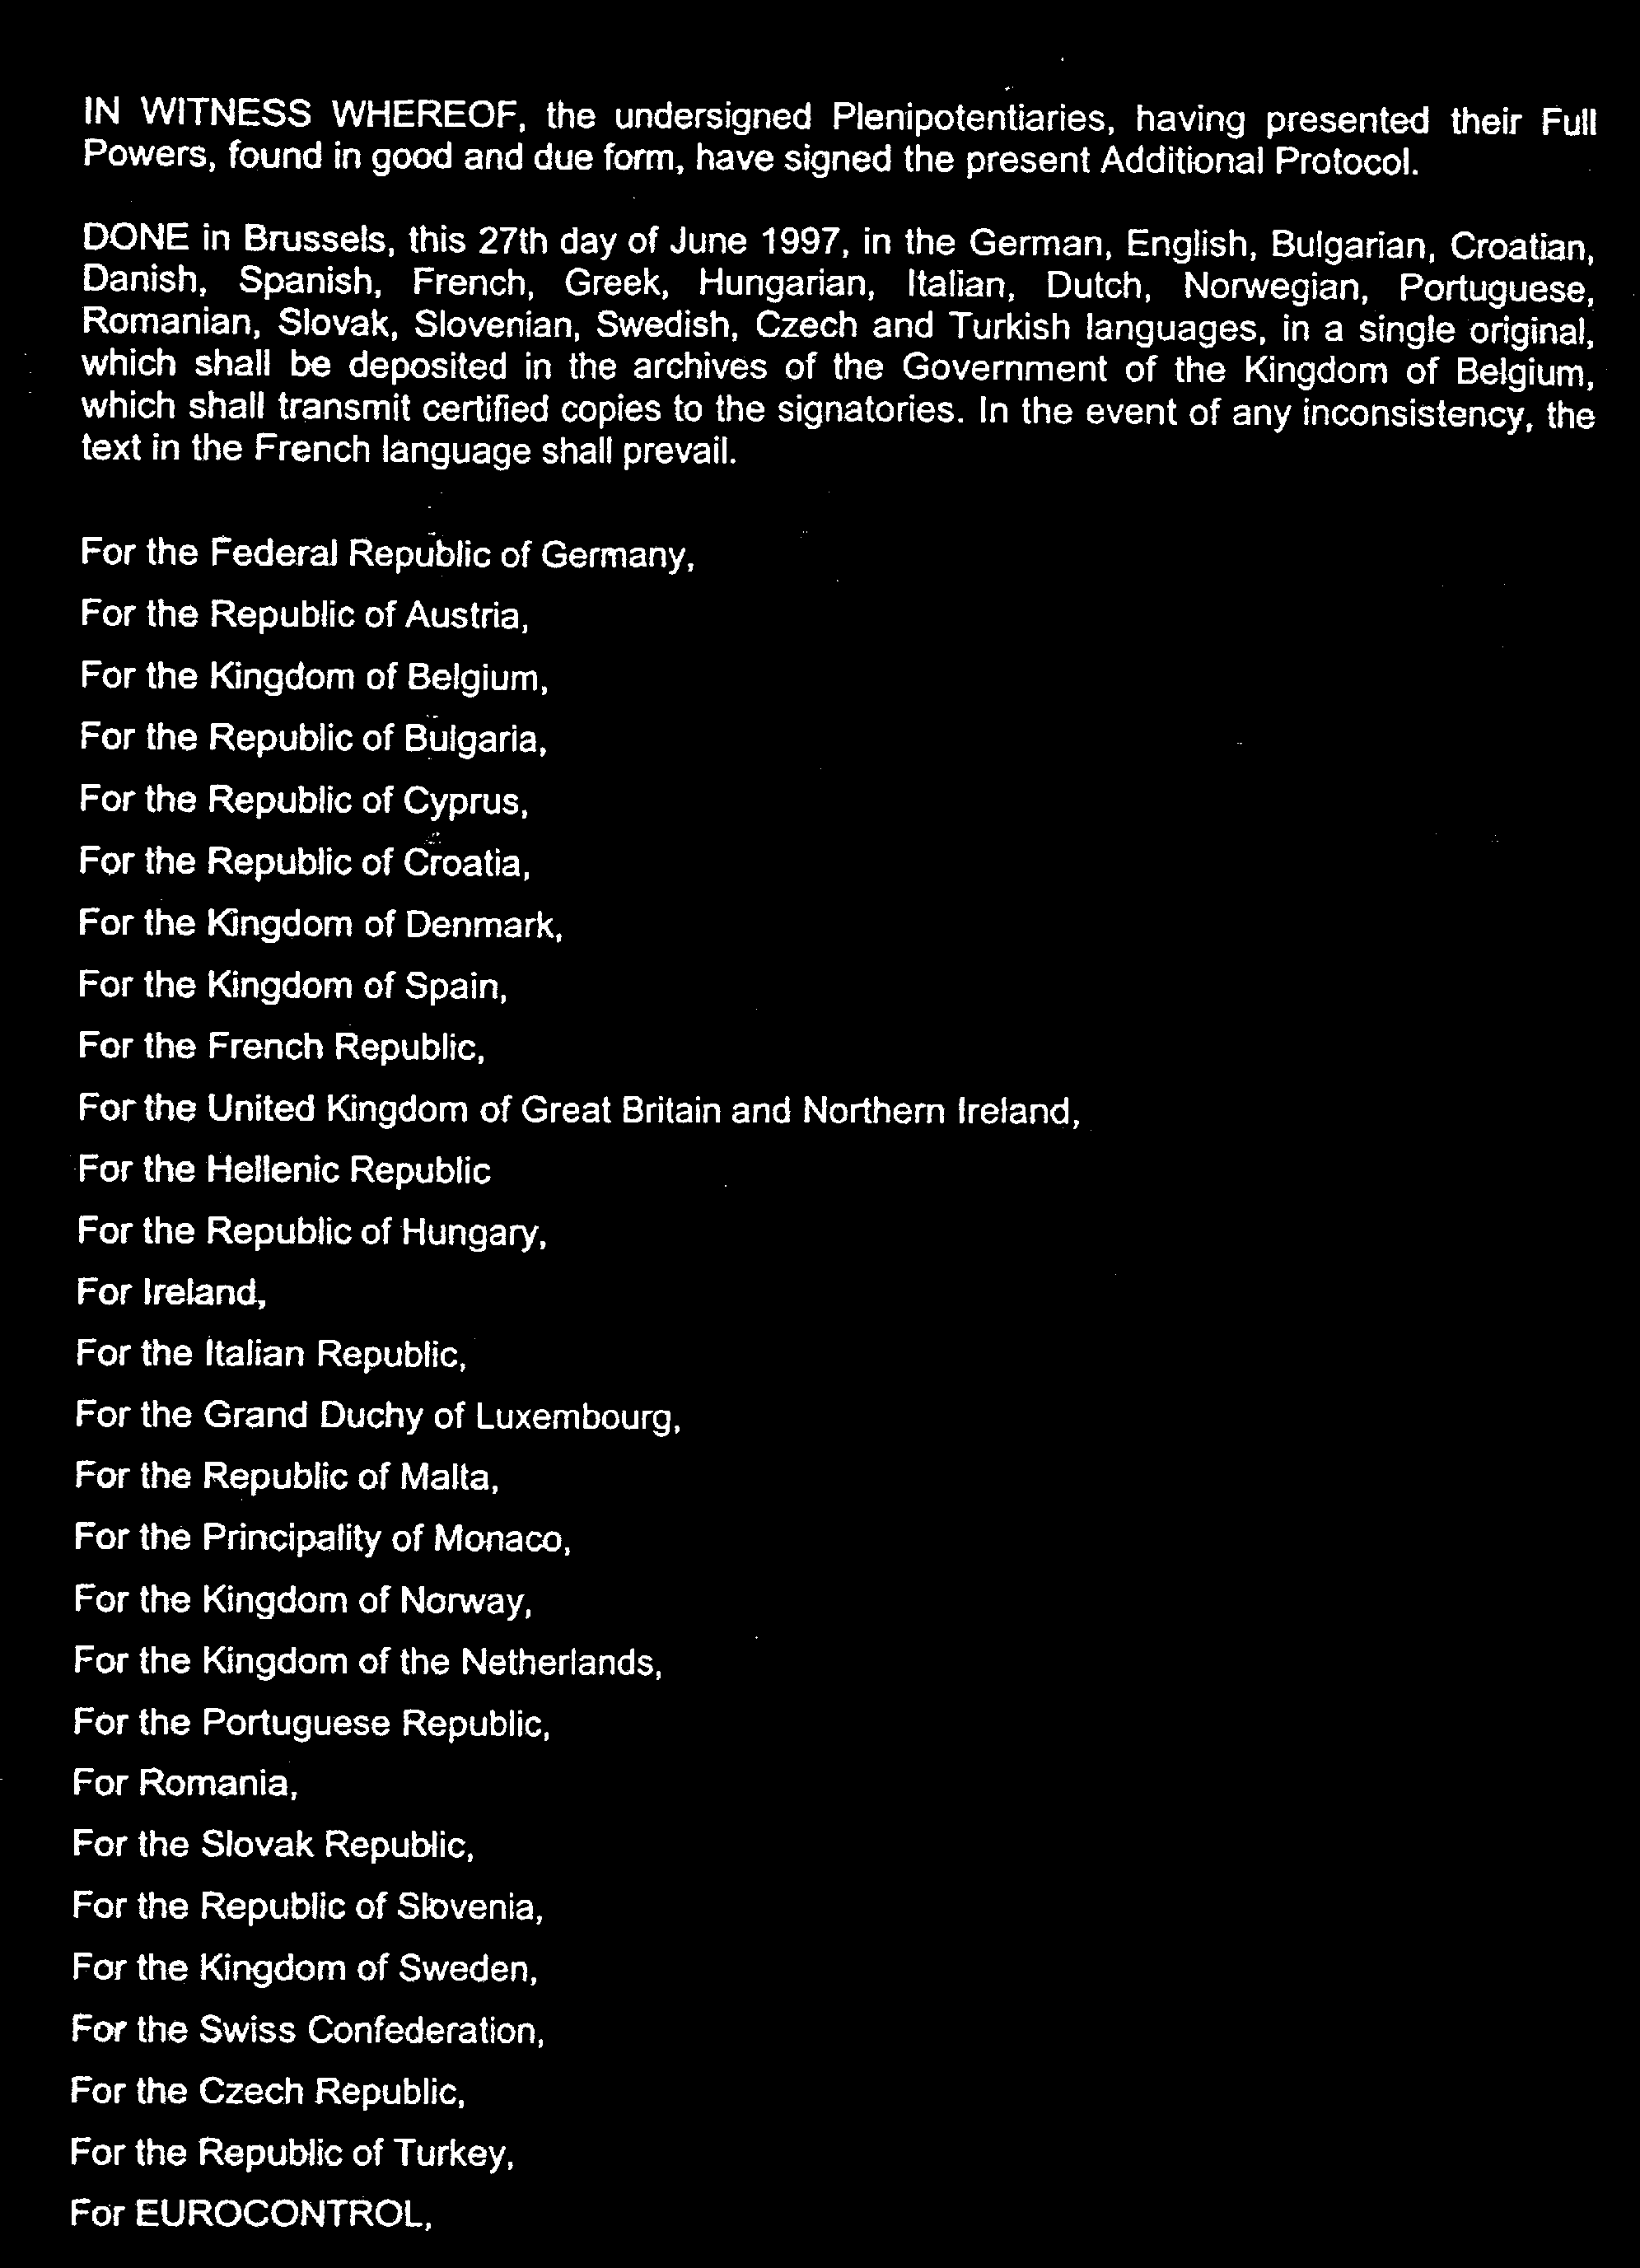 IN WITNESS WHEREOF, the undersigned Plenipotentiaries, having presented their Full
Powers, found in good and due form, have signed the present Additional Protocol.
DONE in Brussels, this 27th day of June 1997, in the German, English, Bulgarian, Croatian,
Danish, Spanish, French, Greek, Hungarian, Italian, Dutch, Norwegian, Portuguese,
Romanian, Slovak, Slovenian, Swedish, Czech and Turkish languages, in a single original,
which shall be deposited in the archives of the Government of the Kingdom of Belgium,
which shall transmit certified copies to the signatories. In the event of any inconsistency, the
text in the French language shall prevail.
For the Federal Republic of Germany,
For the Republic of Austria,
For the Kingdom of Belgium,
For the Republic of Bulgaria,
For the Republic of Cyprus,
For the Republic of Croatia,
For the Kingdom of Denmark,
For the Kingdom of Spain,
For the French Republic,
For the United Kingdom of Great Britain and Northern Ireland,
For the Hellenic Republic
For the Republic of Hungary,
For Ireland,
For the Italian Republic,
For the Grand Duchy of Luxembourg,
For the Republic of Malta,
For the Principality of Monaco,
For the Kingdom of Norway,
For the Kingdom of the Netherlands,
For the Portuguese Republic,
For Romania,
For the Slovak Republic,
For the Republic of Slovenia,
For the Kingdom of Sweden,
For the Swiss Confederation,
For the Czech Republic,
For the Republic of Turkey,
For EUROCONTROL,